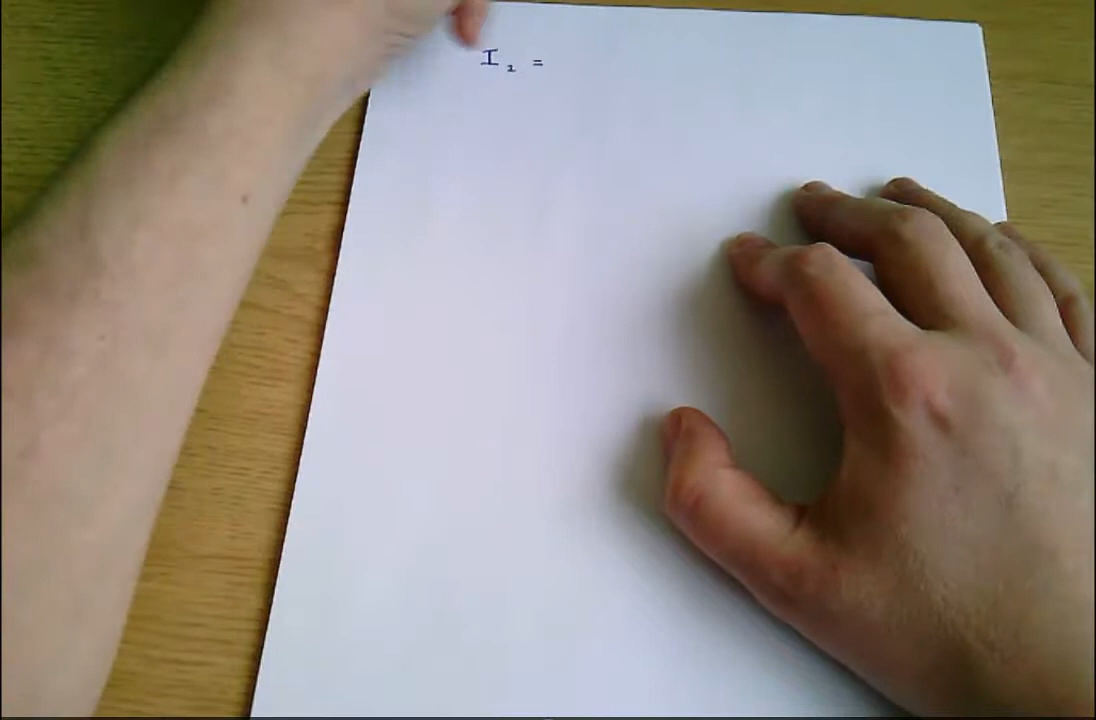 I₂ =